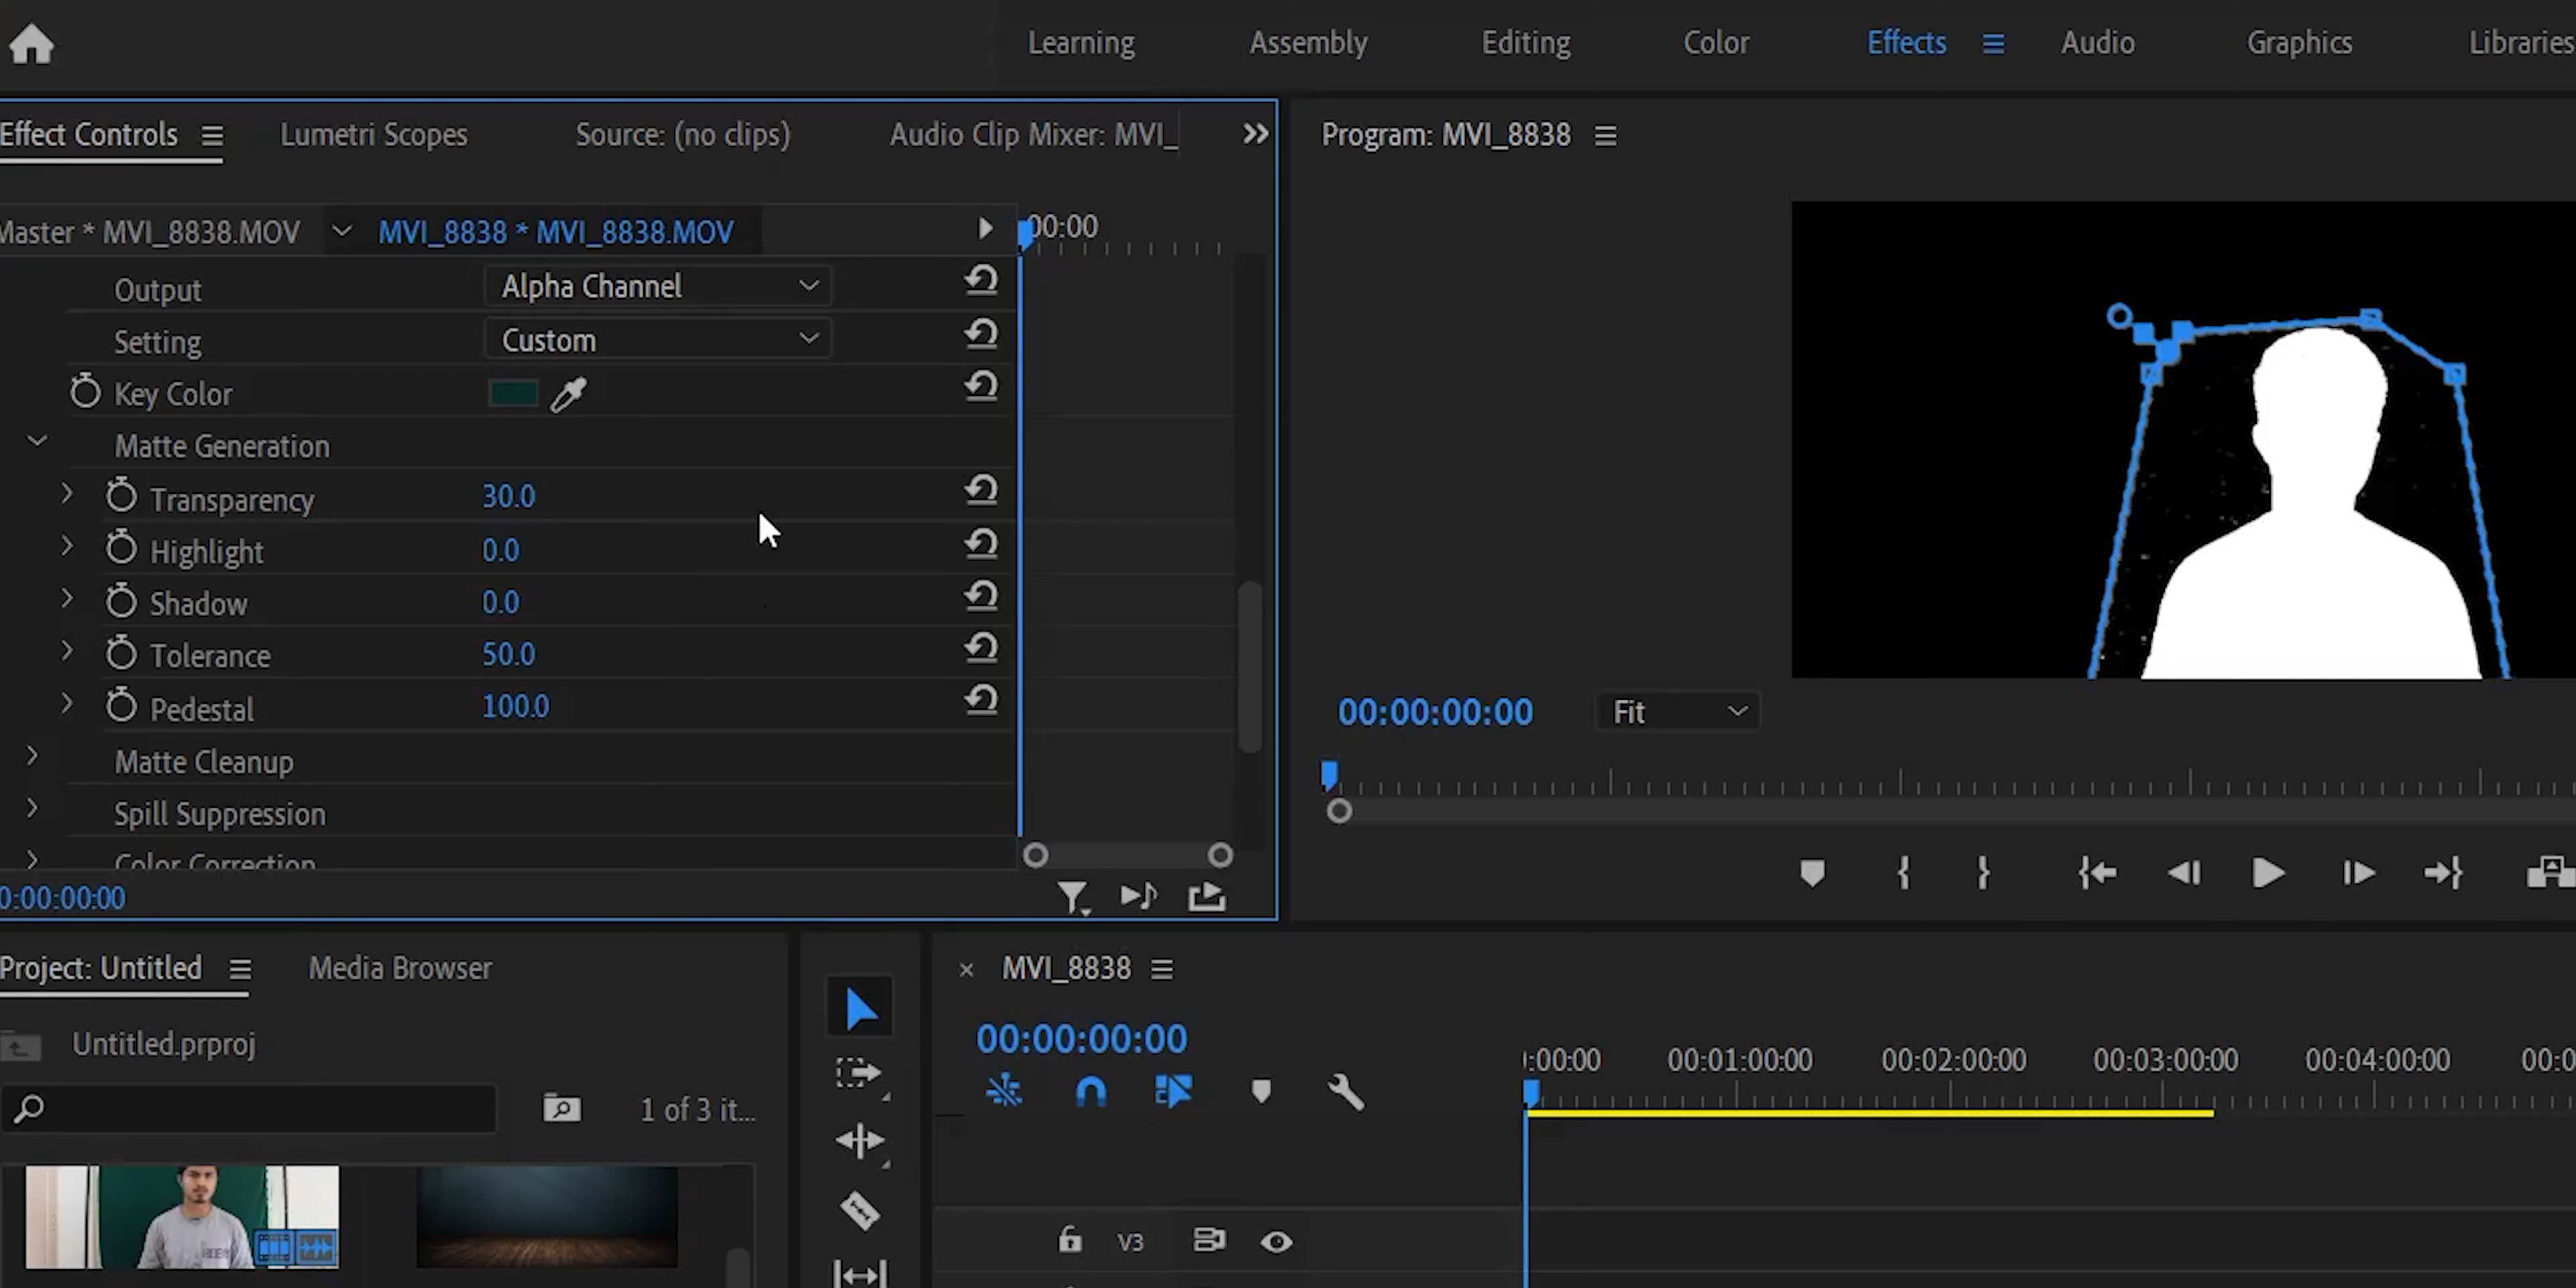 Learning Assembly Editing Color Effects Audio Graphics Libraries
Effect Controls Lumetri Scopes Source: (no clips) Audio Clip Mixer: MVI_
Program: MVI_8838
Master * MVI_8838.MOV MVI_8838 * MVI_8838.MOV
00:00
Output Alpha Channel
Setting Custom
Key Color
Matte Generation
Transparency 30.0
Highlight 0.0
Shadow 0.0
Tolerance 50.0
Pedestal 100.0
Matte Cleanup
Spill Suppression
Color Correction
0:00:00:00
00:00:00:00 Fit
Project: Untitled Media Browser
Untitled.prproj
1 of 3 it...
× MVI_8838
00:00:00:00
:00:00 00:01:00:00 00:02:00:00 00:03:00:00 00:04:00:00 00:0
V3